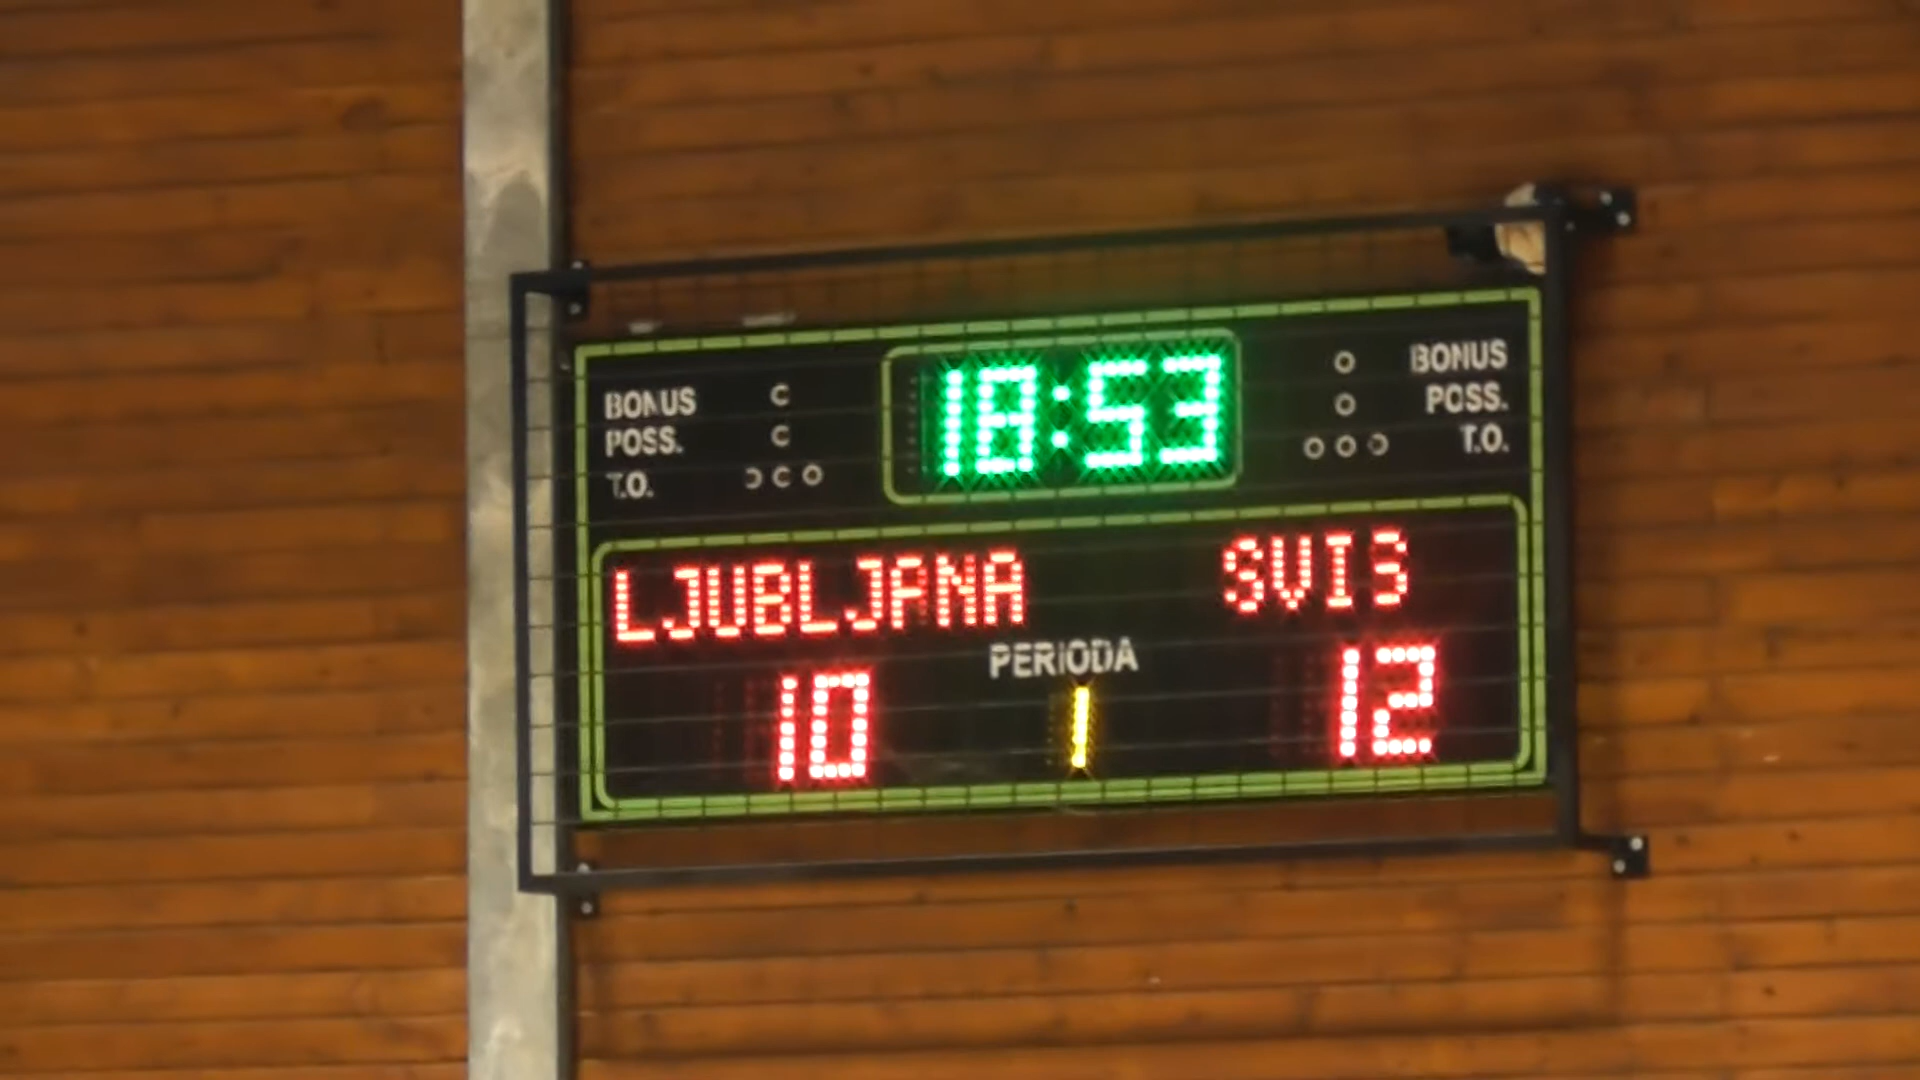 BONUS 18:53 BONUS
POSS. POSS.
T.O. T.O.
LJUBLJANA SVIS
PERIODA
10 1 12